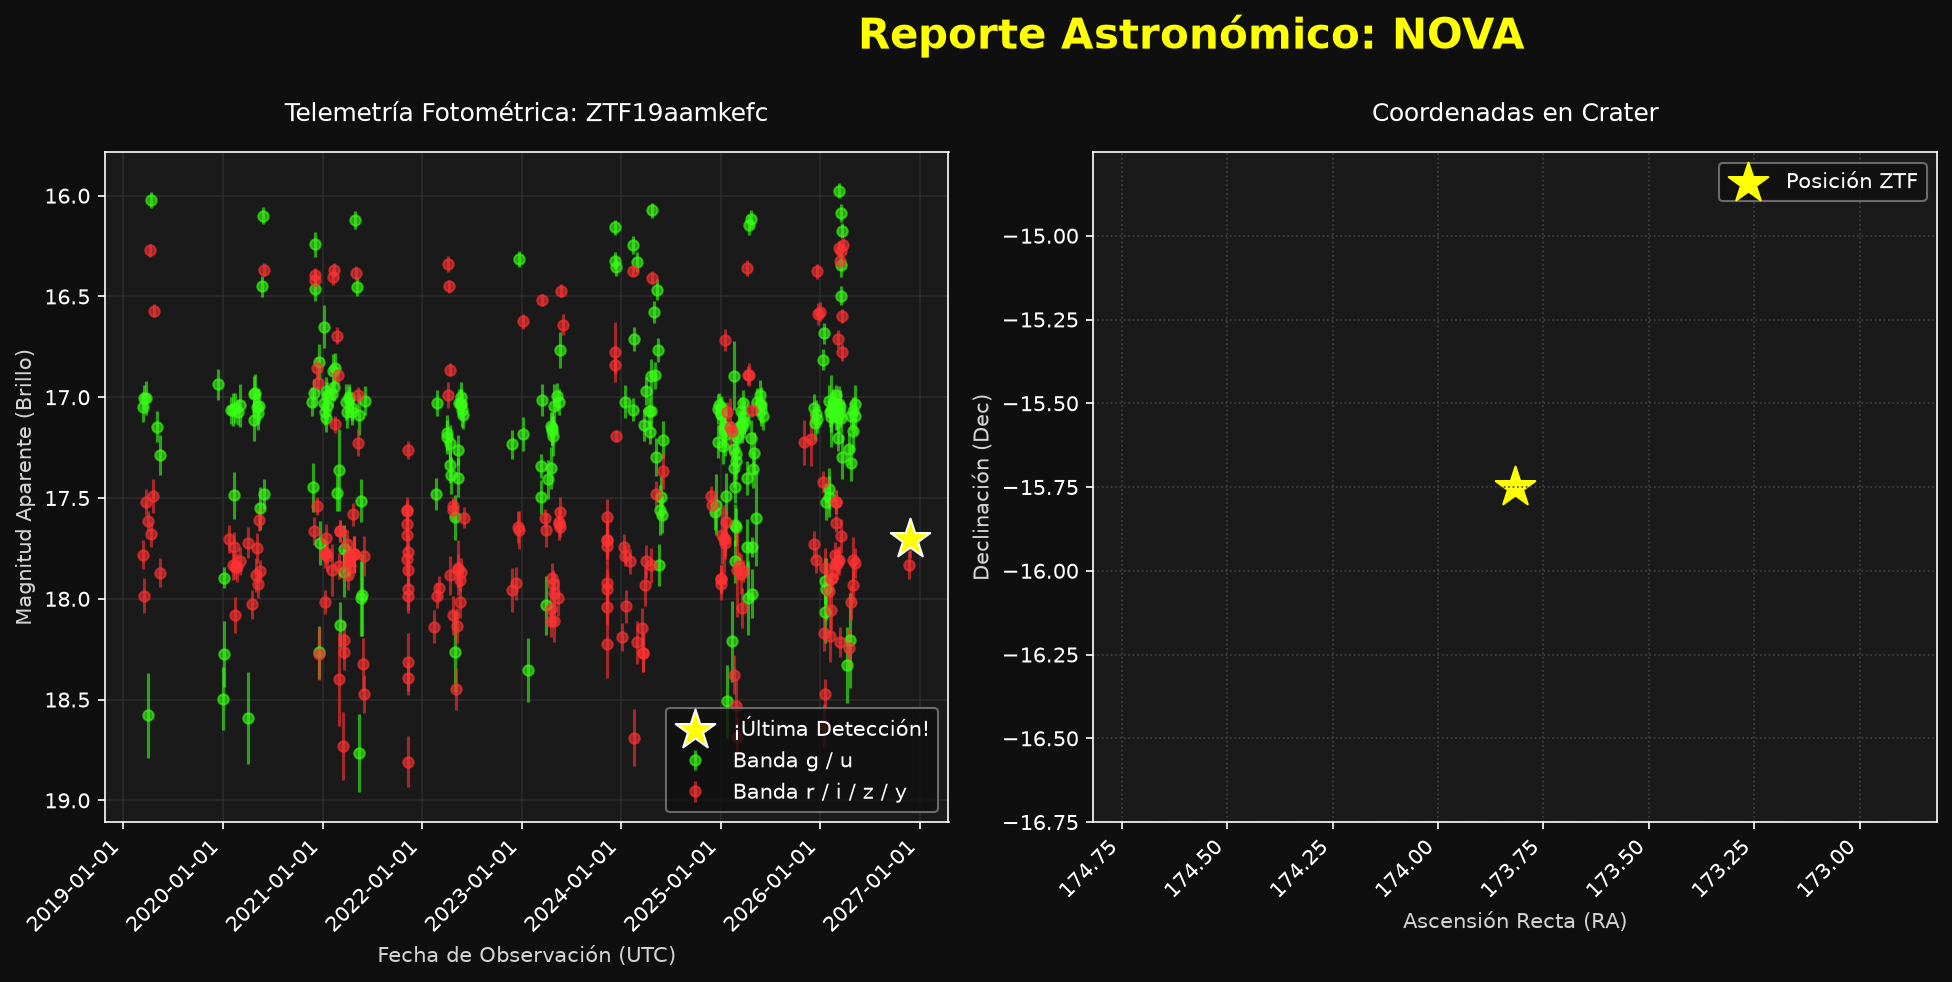 Reporte Astronómico: NOVA
Telemetría Fotométrica: ZTF19aamkefc
Magnitud Aparente (Brillo)
16.0
16.5
17.0
17.5
18.0
18.5
19.0
¡Última Detección!
Banda g / u
Banda r / i / z / y
2019-01-01
2020-01-01
2021-01-01
2022-01-01
2023-01-01
2024-01-01
2025-01-01
2026-01-01
2027-01-01
Fecha de Observación (UTC)
Coordenadas en Crater
Posición ZTF
Declinación (Dec)
−15.00
−15.25
−15.50
−15.75
−16.00
−16.25
−16.50
−16.75
174.75
174.50
174.25
174.00
173.75
173.50
173.25
173.00
Ascensión Recta (RA)